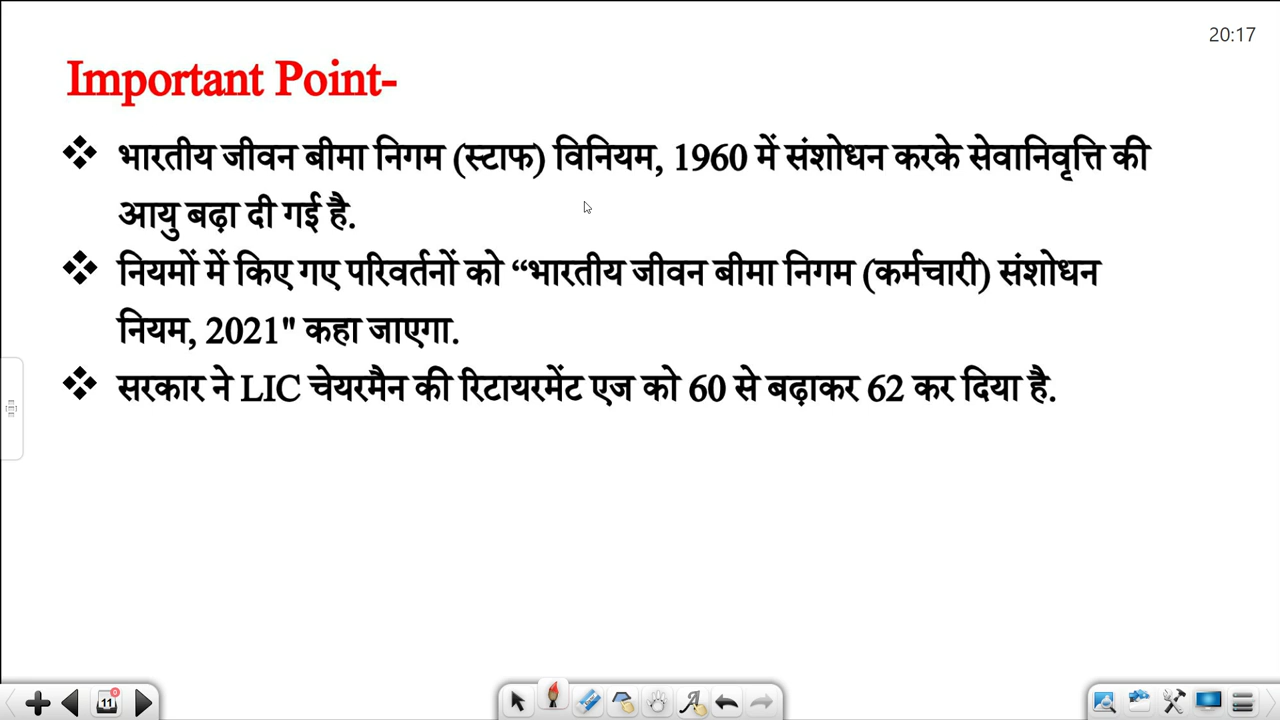 20:17
Important Point-
❖ भारतीय जीवन बीमा निगम (स्टाफ) विनियम, 1960 में संशोधन करके सेवानिवृत्ति की
आयु बढ़ा दी गई है.
❖ नियमों में किए गए परिवर्तनों को “भारतीय जीवन बीमा निगम (कर्मचारी) संशोधन
नियम, 2021" कहा जाएगा.
❖ सरकार ने LIC चेयरमैन की रिटायरमेंट एज को 60 से बढ़ाकर 62 कर दिया है.
11
0